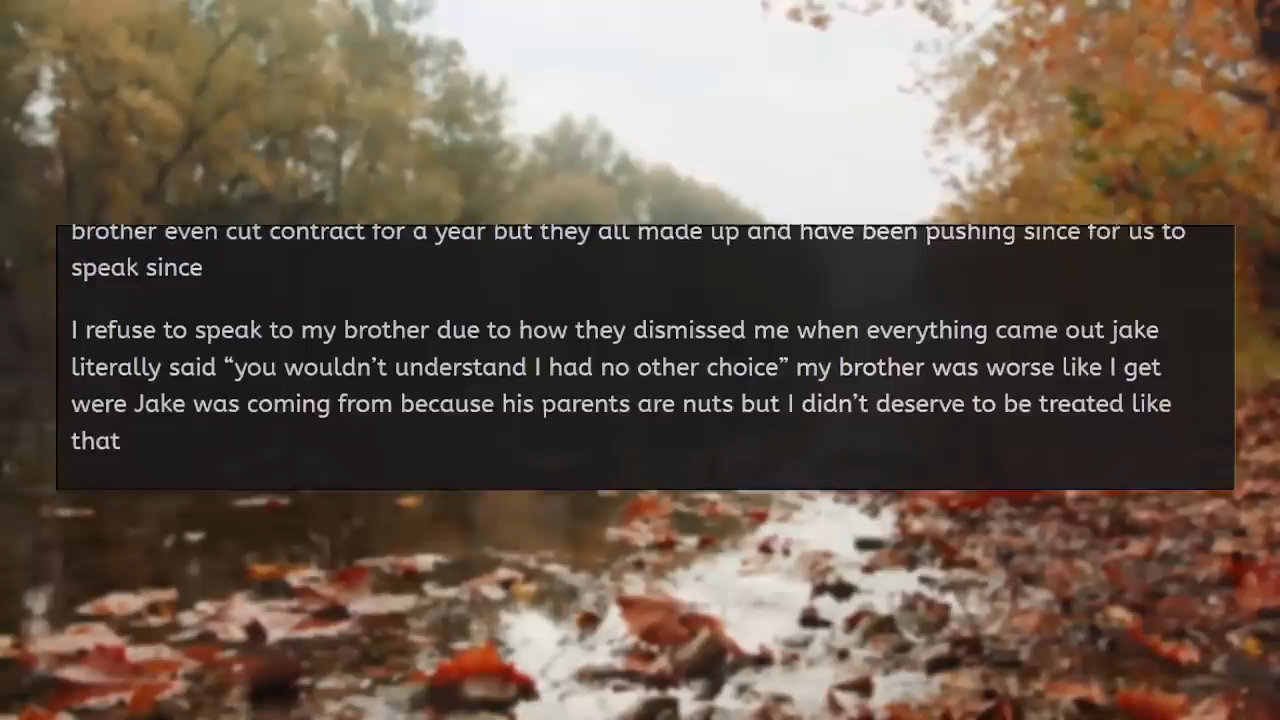 brother even cut contract for a year but they all made up and have been pushing since for us to
speak since
I refuse to speak to my brother due to how they dismissed me when everything came out jake
literally said “you wouldn’t understand I had no other choice” my brother was worse like I get
were Jake was coming from because his parents are nuts but I didn’t deserve to be treated like
that